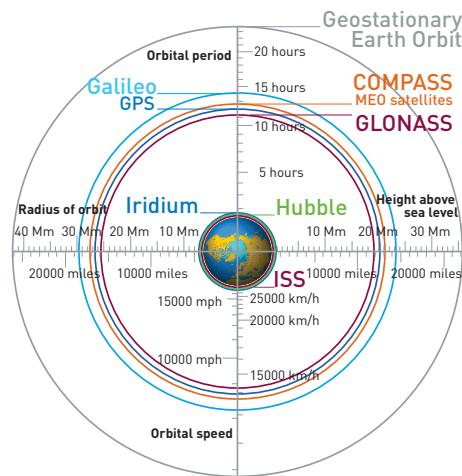 Geostationary
Earth Orbit
Orbital period
20 hours
Galileo
15 hours
COMPASS
GPS
MEO satellites
10 hours
GLONASS
5 hours
Iridium
Hubble
Radius of orbit
Height above
sea level
40 Mm 30 Mm 20 Mm 10 Mm 10 Mm 20 Mm 30 Mm
20000 miles 10000 miles 10000 miles 20000 miles
ISS
15000 mph
25000 km/h
20000 km/h
10000 mph
15000 km/h
Orbital speed